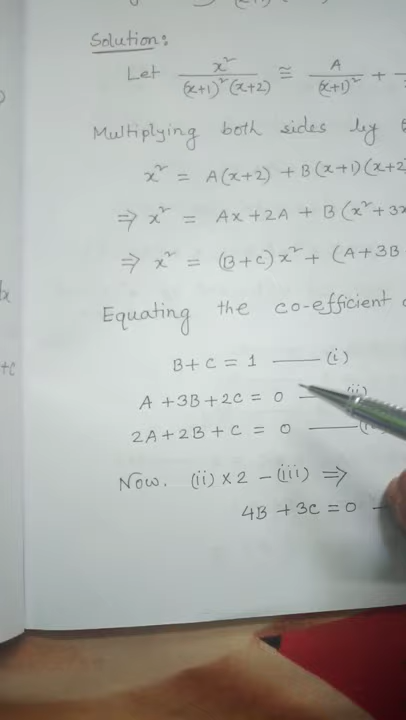 Solution:
Let x²/((x+1)²(x+2)) ≅ A/(x+1)² +
Multiplying both sides by
x² = A(x+2) + B(x+1)(x+2
⇒ x² = Ax+2A + B(x²+3x
⇒ x² = (B+C)x² + (A+3B
Equating the co-efficient
B+C = 1 —— (i)
A+3B+2C = 0 — (ii)
2A+2B+C = 0 ——
Now, (ii)×2 – (iii) ⇒
4B+3C=0 –